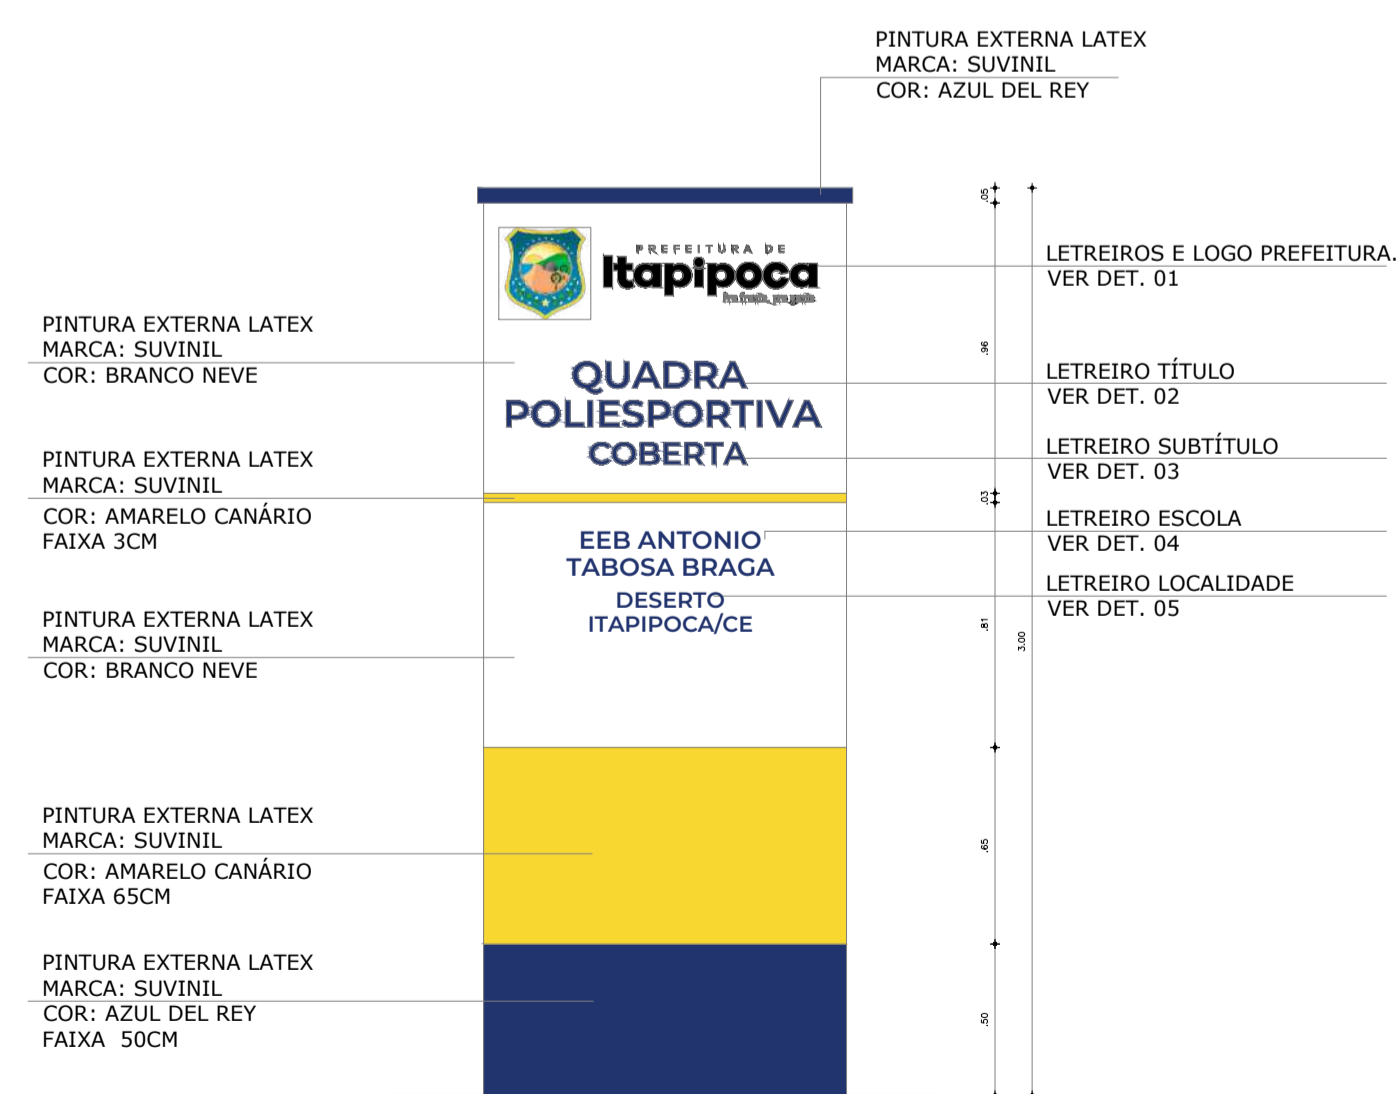 PINTURA EXTERNA LATEX
MARCA: SUVINIL
COR: AZUL DEL REY
PREFEITURA DE
Itapipoca
QUADRA
POLIESPORTIVA
COBERTA
EEB ANTONIO
TABOSA BRAGA
DESERTO
ITAPIPOCA/CE
PINTURA EXTERNA LATEX
MARCA: SUVINIL
COR: BRANCO NEVE
PINTURA EXTERNA LATEX
MARCA: SUVINIL
COR: AMARELO CANÁRIO
FAIXA 3CM
PINTURA EXTERNA LATEX
MARCA: SUVINIL
COR: BRANCO NEVE
PINTURA EXTERNA LATEX
MARCA: SUVINIL
COR: AMARELO CANÁRIO
FAIXA 65CM
PINTURA EXTERNA LATEX
MARCA: SUVINIL
COR: AZUL DEL REY
FAIXA 50CM
.05
.96
.03
.81
.65
.50
3.00
LETREIROS E LOGO PREFEITURA.
VER DET. 01
LETREIRO TÍTULO
VER DET. 02
LETREIRO SUBTÍTULO
VER DET. 03
LETREIRO ESCOLA
VER DET. 04
LETREIRO LOCALIDADE
VER DET. 05